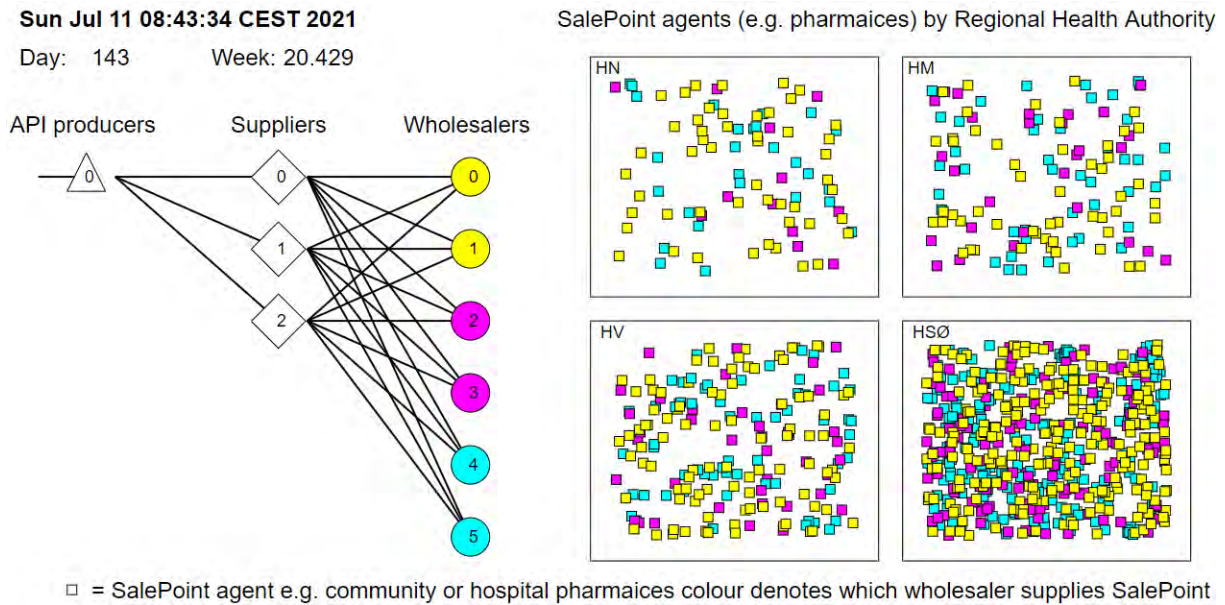 Sun Jul 11 08:43:34 CEST 2021
Day: 143 Week: 20.429
API producers Suppliers Wholesalers
0 0 0
1 1
2 2
3
4
5
SalePoint agents (e.g. pharmaices) by Regional Health Authority
HN HM
HV HSØ
= SalePoint agent e.g. community or hospital pharmaices colour denotes which wholesaler supplies SalePoint